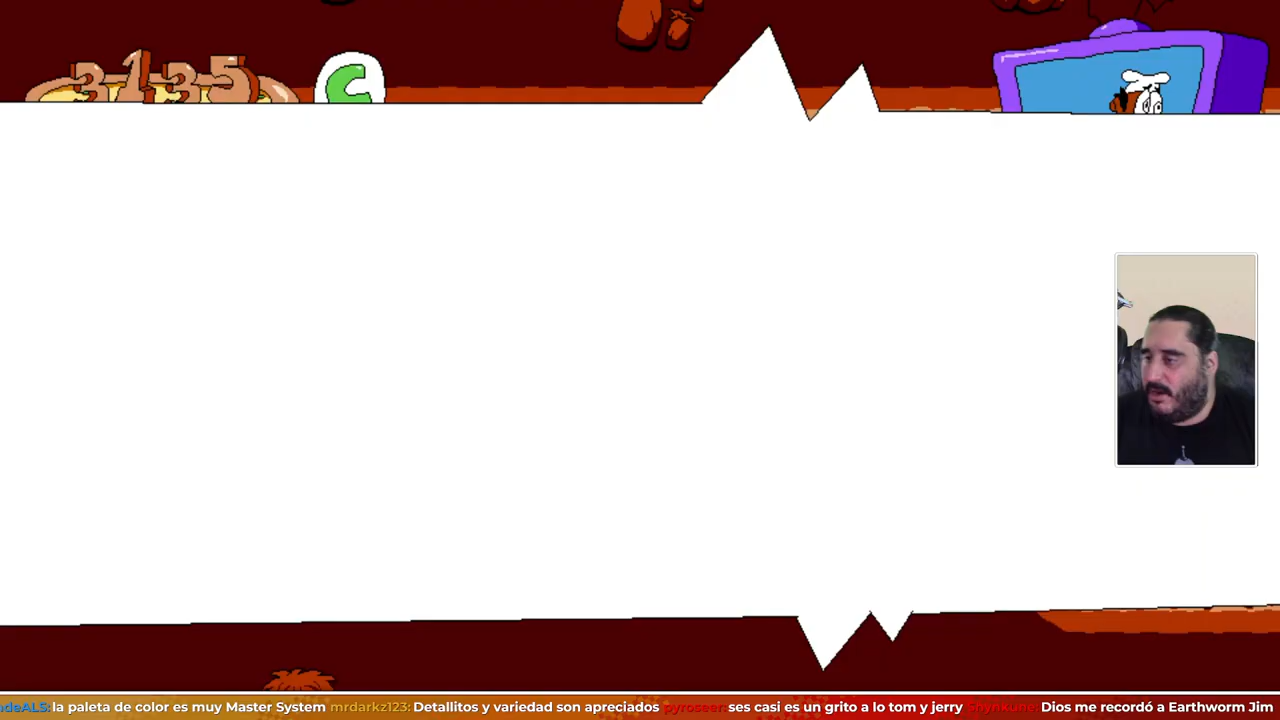 3135 C
deALS: la paleta de color es muy Master System mrdarkz123: Detallitos y variedad son apreciados pyroseer: ses casi es un grito a lo tom y jerry Snynkune: Dios me recordó a Earthworm Jim